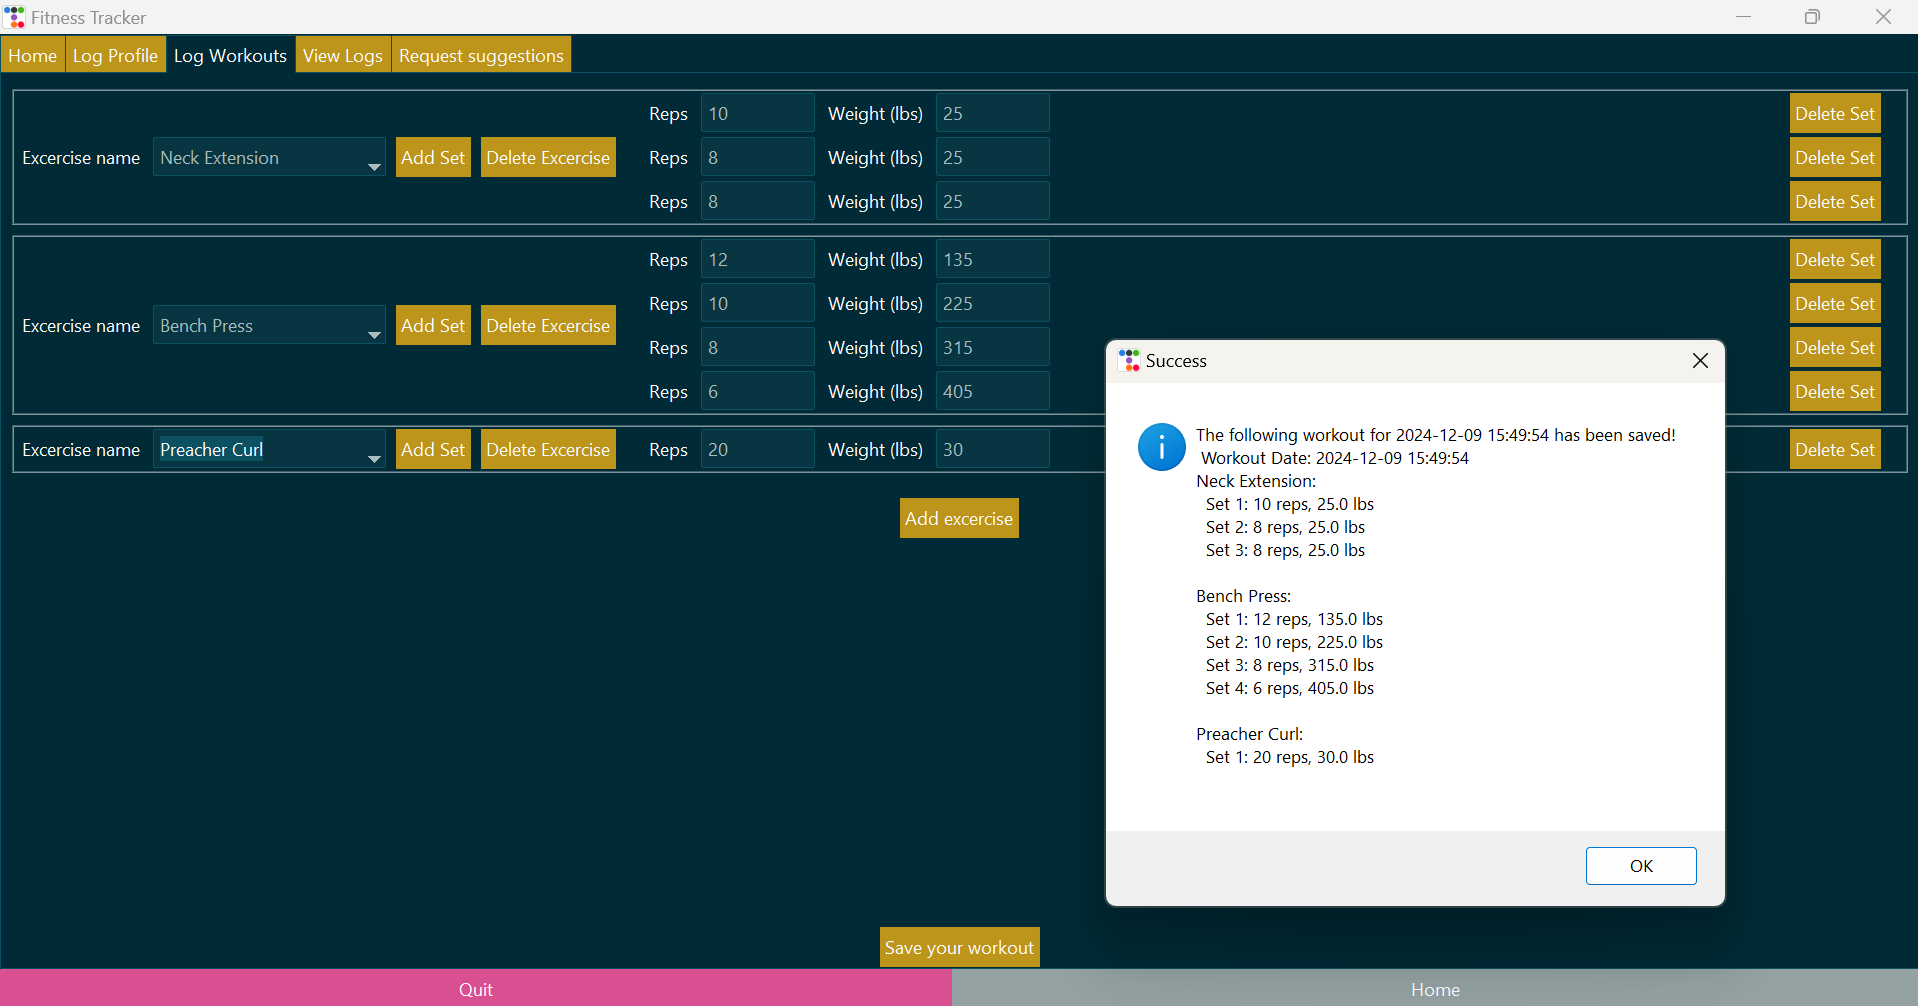 Fitness Tracker
Home Log Profile Log Workouts View Logs Request suggestions
Reps 10 Weight (lbs) 25 Delete Set
Excercise name Neck Extension Add Set Delete Excercise Reps 8 Weight (lbs) 25 Delete Set
Reps 8 Weight (lbs) 25 Delete Set
Reps 12 Weight (lbs) 135 Delete Set
Reps 10 Weight (lbs) 225 Delete Set
Excercise name Bench Press Add Set Delete Excercise
Reps 8 Weight (lbs) 315 Delete Set
Reps 6 Weight (lbs) 405 Delete Set
Excercise name Preacher Curl Add Set Delete Excercise Reps 20 Weight (lbs) 30 Delete Set
Add excercise
Success
The following workout for 2024-12-09 15:49:54 has been saved!
Workout Date: 2024-12-09 15:49:54
Neck Extension:
Set 1: 10 reps, 25.0 lbs
Set 2: 8 reps, 25.0 lbs
Set 3: 8 reps, 25.0 lbs
Bench Press:
Set 1: 12 reps, 135.0 lbs
Set 2: 10 reps, 225.0 lbs
Set 3: 8 reps, 315.0 lbs
Set 4: 6 reps, 405.0 lbs
Preacher Curl:
Set 1: 20 reps, 30.0 lbs
OK
Save your workout
Quit Home